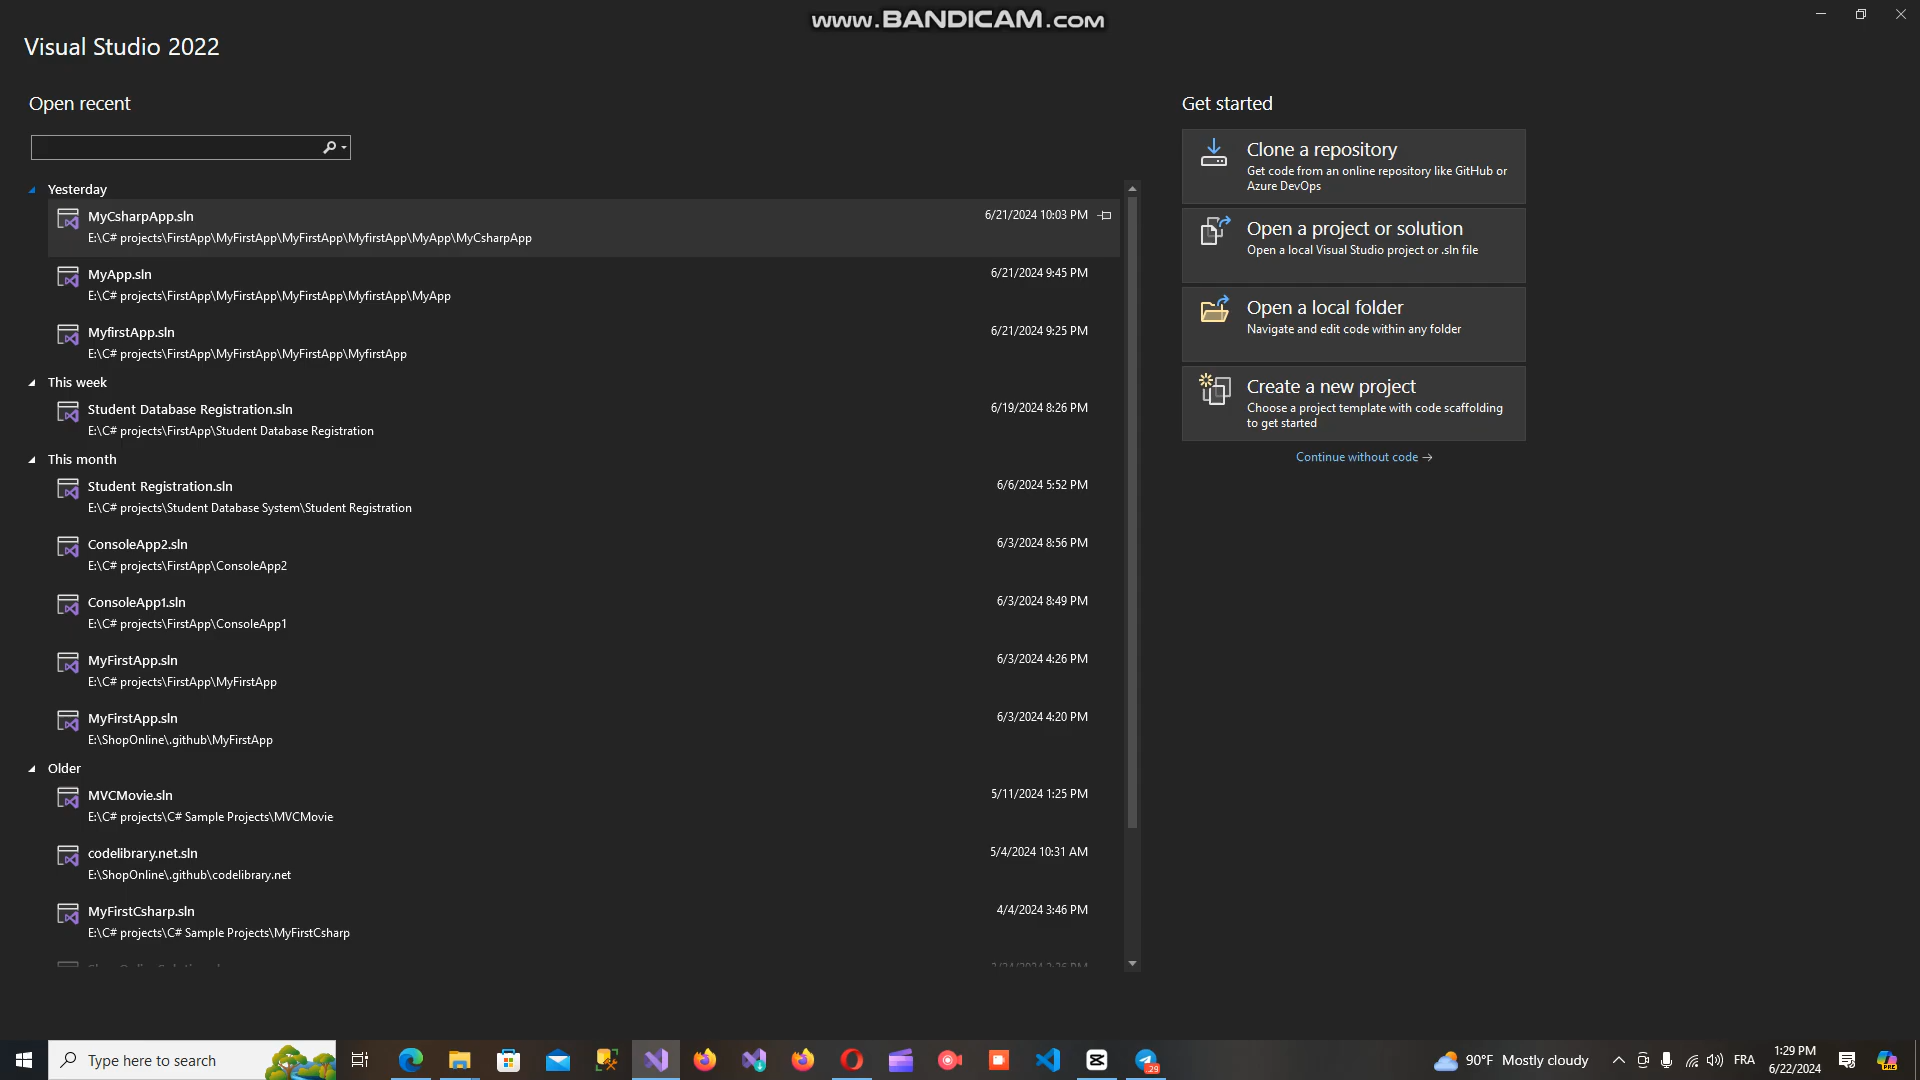 www.BANDICAM.com
Visual Studio 2022
Open recent
Yesterday
MyCsharpApp.sln
6/21/2024 10:03 PM
E:\C# projects\FirstApp\MyFirstApp\MyFirstApp\MyfirstApp\MyApp\MyCsharpApp
MyApp.sln
6/21/2024 9:45 PM
E:\C# projects\FirstApp\MyFirstApp\MyFirstApp\MyfirstApp\MyApp
MyfirstApp.sln
6/21/2024 9:25 PM
E:\C# projects\FirstApp\MyFirstApp\MyFirstApp\MyfirstApp
This week
Student Database Registration.sln
6/19/2024 8:26 PM
E:\C# projects\FirstApp\Student Database Registration
This month
Student Registration.sln
6/6/2024 5:52 PM
E:\C# projects\Student Database System\Student Registration
ConsoleApp2.sln
6/3/2024 8:56 PM
E:\C# projects\FirstApp\ConsoleApp2
ConsoleApp1.sln
6/3/2024 8:49 PM
E:\C# projects\FirstApp\ConsoleApp1
MyFirstApp.sln
6/3/2024 4:26 PM
E:\C# projects\FirstApp\MyFirstApp
MyFirstApp.sln
6/3/2024 4:20 PM
E:\ShopOnline\.github\MyFirstApp
Older
MVCMovie.sln
5/11/2024 1:25 PM
E:\C# projects\C# Sample Projects\MVCMovie
codelibrary.net.sln
5/4/2024 10:31 AM
E:\ShopOnline\.github\codelibrary.net
MyFirstCsharp.sln
4/4/2024 3:46 PM
E:\C# projects\C# Sample Projects\MyFirstCsharp
Get started
Clone a repository
Get code from an online repository like GitHub or
Azure DevOps
Open a project or solution
Open a local Visual Studio project or .sln file
Open a local folder
Navigate and edit code within any folder
Create a new project
Choose a project template with code scaffolding
to get started
Continue without code →
Type here to search
29
90°F Mostly cloudy
FRA
1:29 PM
6/22/2024
PRE